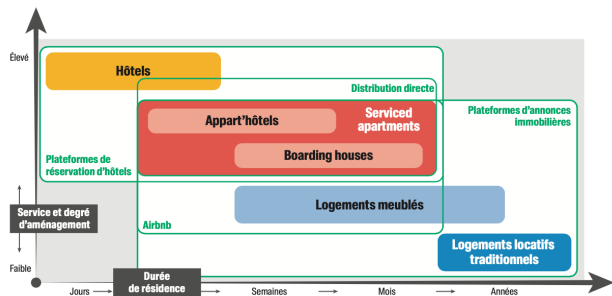 Élevé
Hôtels
Distribution directe
Appart'hôtels
Serviced
apartments
Plateformes d'annonces
immobilières
Boarding houses
Plateformes de
réservation d'hôtels
Logements meublés
Service et degré
d'aménagement
Airbnb
Logements locatifs
traditionnels
Faible
Jours
Durée
de résidence
Semaines
Mois
Années